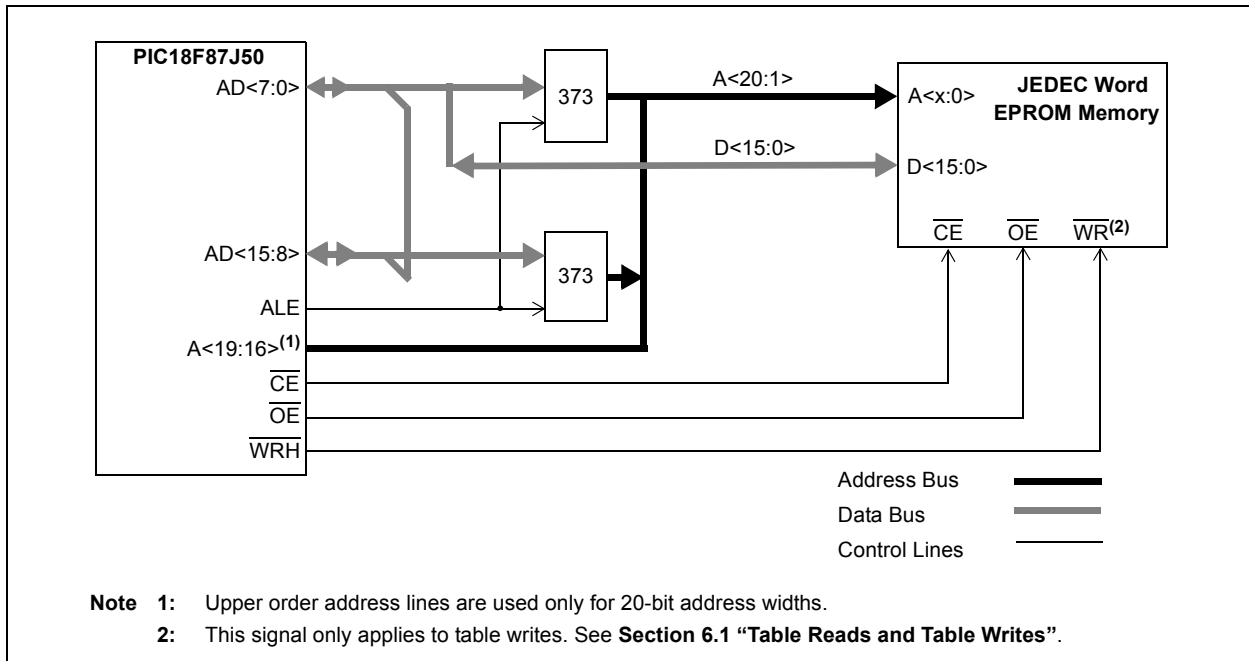 PIC18F87J50
AD<7:0>
373
A<20:1>
A<x:0>
JEDEC Word
EPROM Memory
D<15:0>
D<15:0>
CE
OE
WR(2)
AD<15:8>
373
ALE
A<19:16>(1)
CE
OE
WRH
Address Bus
Data Bus
Control Lines
Note 1: Upper order address lines are used only for 20-bit address widths.
2: This signal only applies to table writes. See Section 6.1 “Table Reads and Table Writes”.